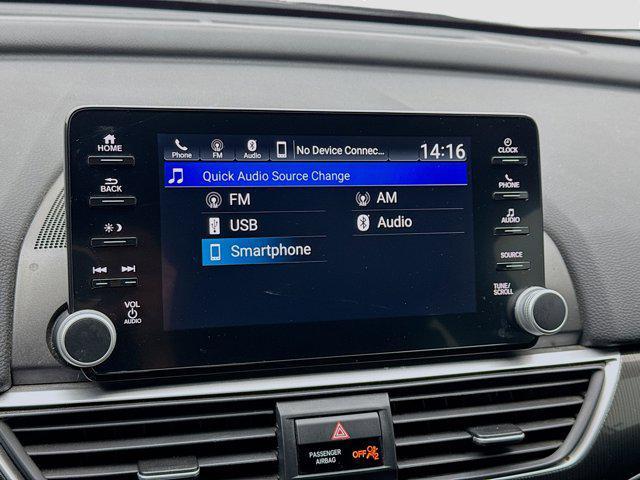 HOME
BACK
VOL
AUDIO
Phone
FM
Audio
No Device Connec...
14:16
Quick Audio Source Change
FM
AM
USB
Audio
Smartphone
CLOCK
PHONE
AUDIO
SOURCE
TUNE/
SCROLL
PASSENGER
AIRBAG
OFF
2